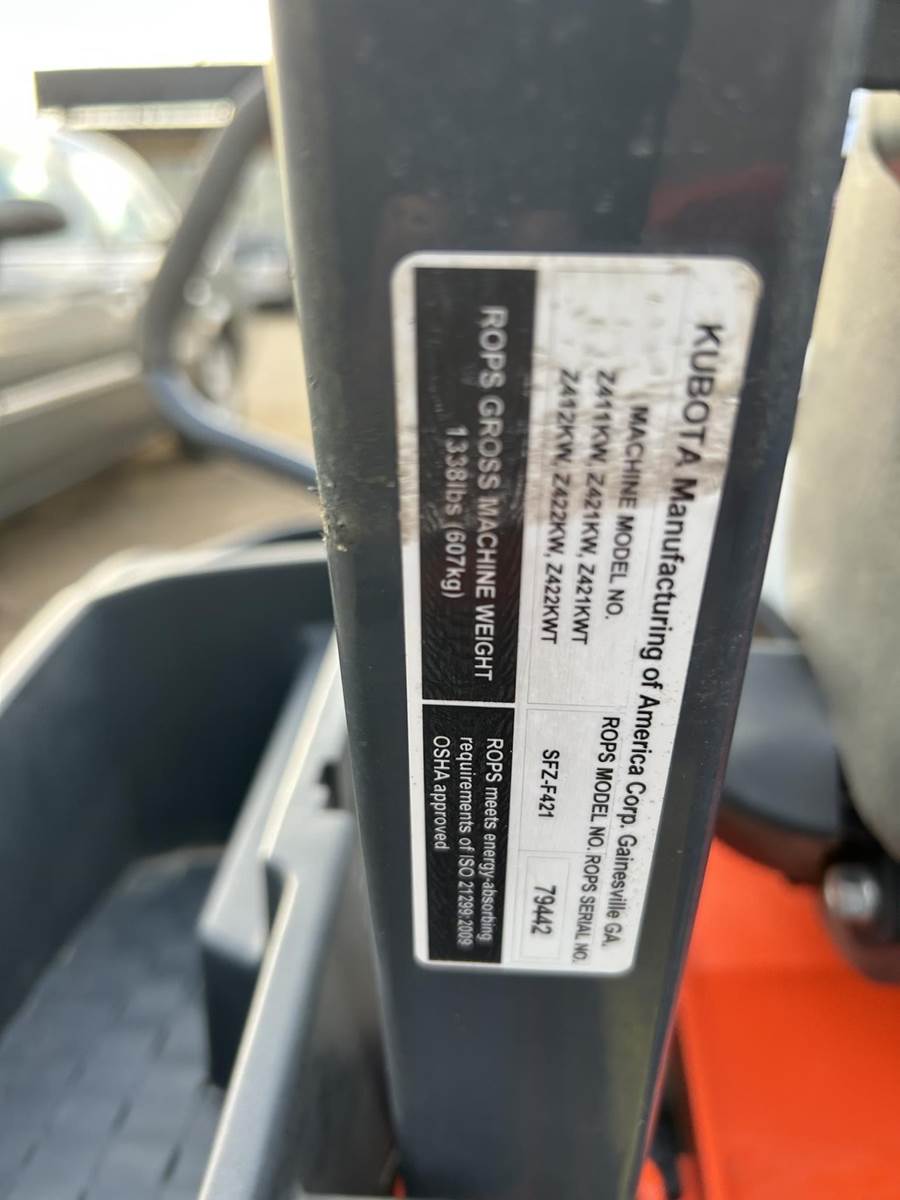 KUBOTA Manufacturing of America Corp. Gainesville GA.
MACHINE MODEL NO.
ROPS MODEL NO.
ROPS SERIAL NO.
Z411KW, Z421KW, Z421KWT
Z412KW, Z422KW, Z422KWT
SFZ-F421
79442
ROPS GROSS MACHINE WEIGHT
1338lbs (607kg)
ROPS meets energy-absorbing
requirements of ISO 21299:2009
OSHA approved